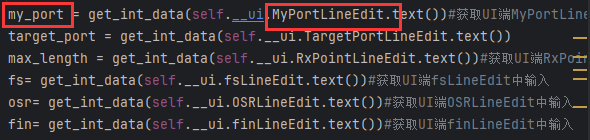 my_port = get_int_data(self.__ui.MyPortLineEdit.text())#获取UI端MyPortLine
target_port = get_int_data(self.__ui.TargetPortLineEdit.text())
max_length = get_int_data(self.__ui.RxPointLineEdit.text())#获取UI端RxPoin
fs= get_int_data(self.__ui.fsLineEdit.text())#获取UI端fsLineEdit中输入
osr= get_int_data(self.__ui.OSRLineEdit.text())#获取UI端OSRLineEdit中输入
fin= get_int_data(self.__ui.finLineEdit.text())#获取UI端finLineEdit中输入